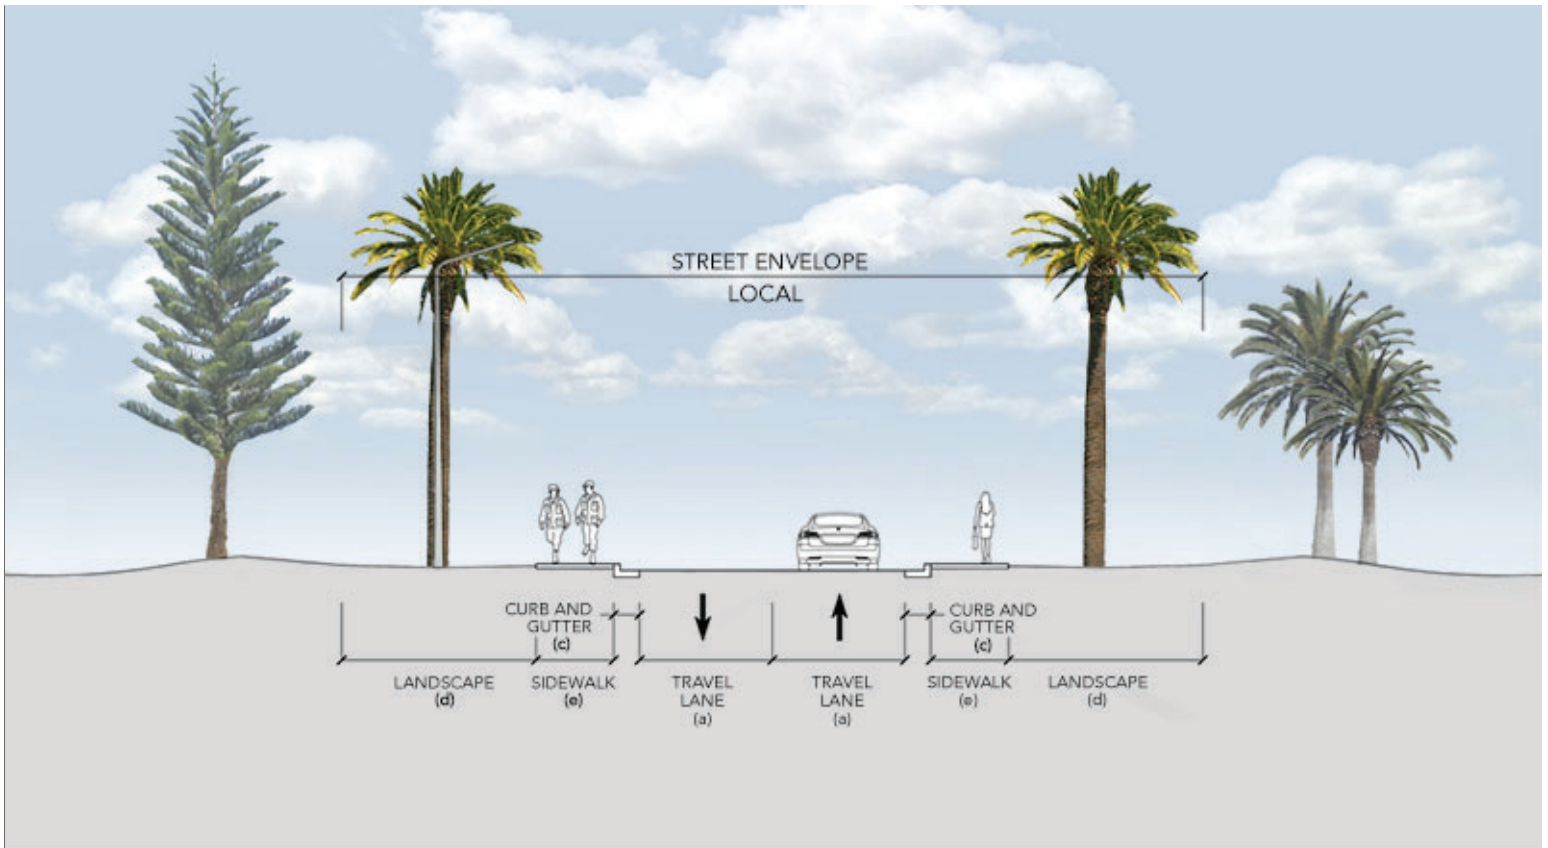 STREET ENVELOPE
LOCAL
CURB AND
GUTTER
(c)
CURB AND
GUTTER
(c)
LANDSCAPE
(d)
SIDEWALK
(e)
TRAVEL
LANE
(a)
TRAVEL
LANE
(a)
SIDEWALK
(e)
LANDSCAPE
(d)